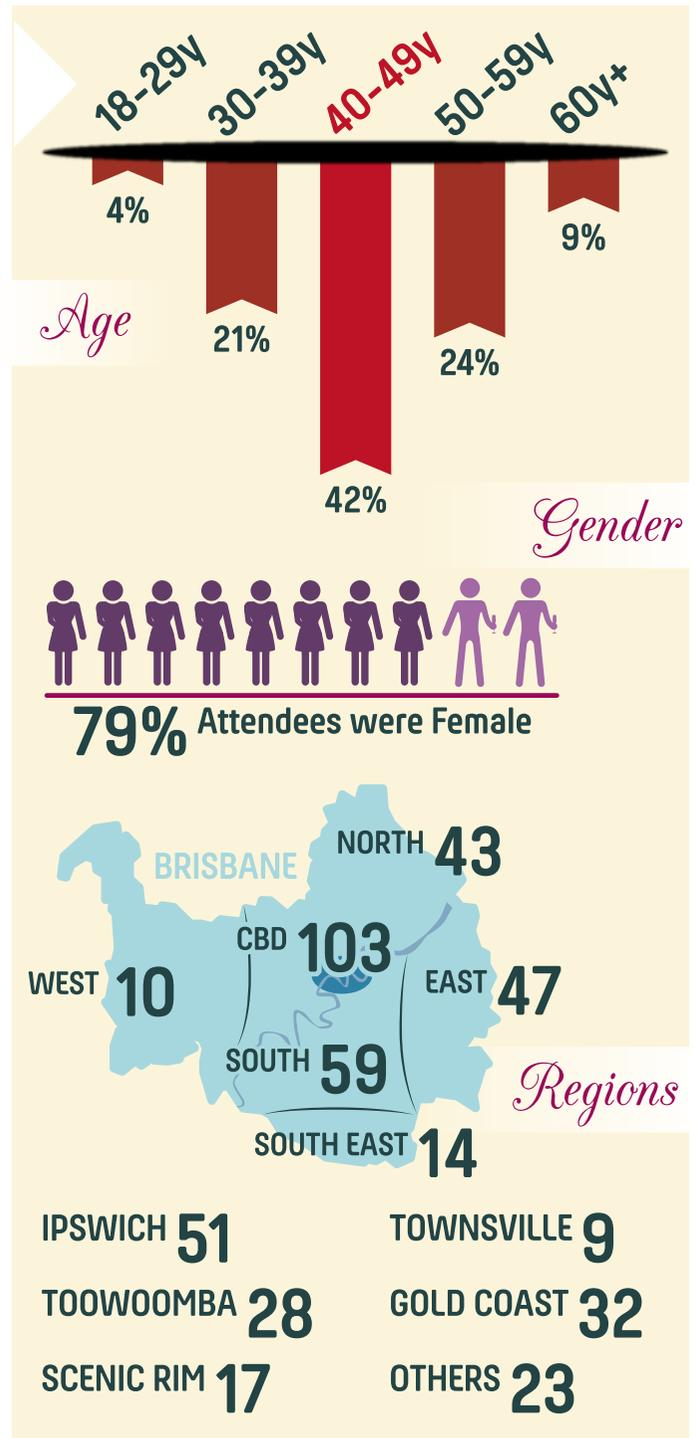 18-29y 30-39y 40-49y 50-59y 60y+
4%
9%
Age
21%
24%
42%
Gender
79% Attendees were Female
NORTH 43
BRISBANE
CBD 103
WEST 10
EAST 47
SOUTH 59
Regions
SOUTH EAST 14
IPSWICH 51
TOWNSVILLE 9
TOOWOOMBA 28
GOLD COAST 32
SCENIC RIM 17
OTHERS 23